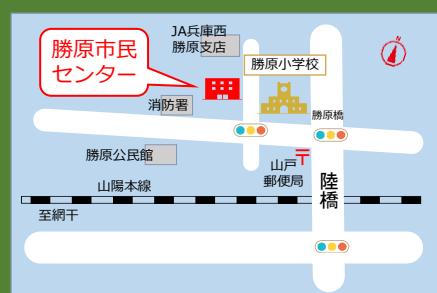 JA兵庫西
勝原支店
N
勝原市民
センター
勝原小学校
消防署
勝原橋
勝原公民館
〒
山戸
郵便局
陸橋
山陽本線
至網干